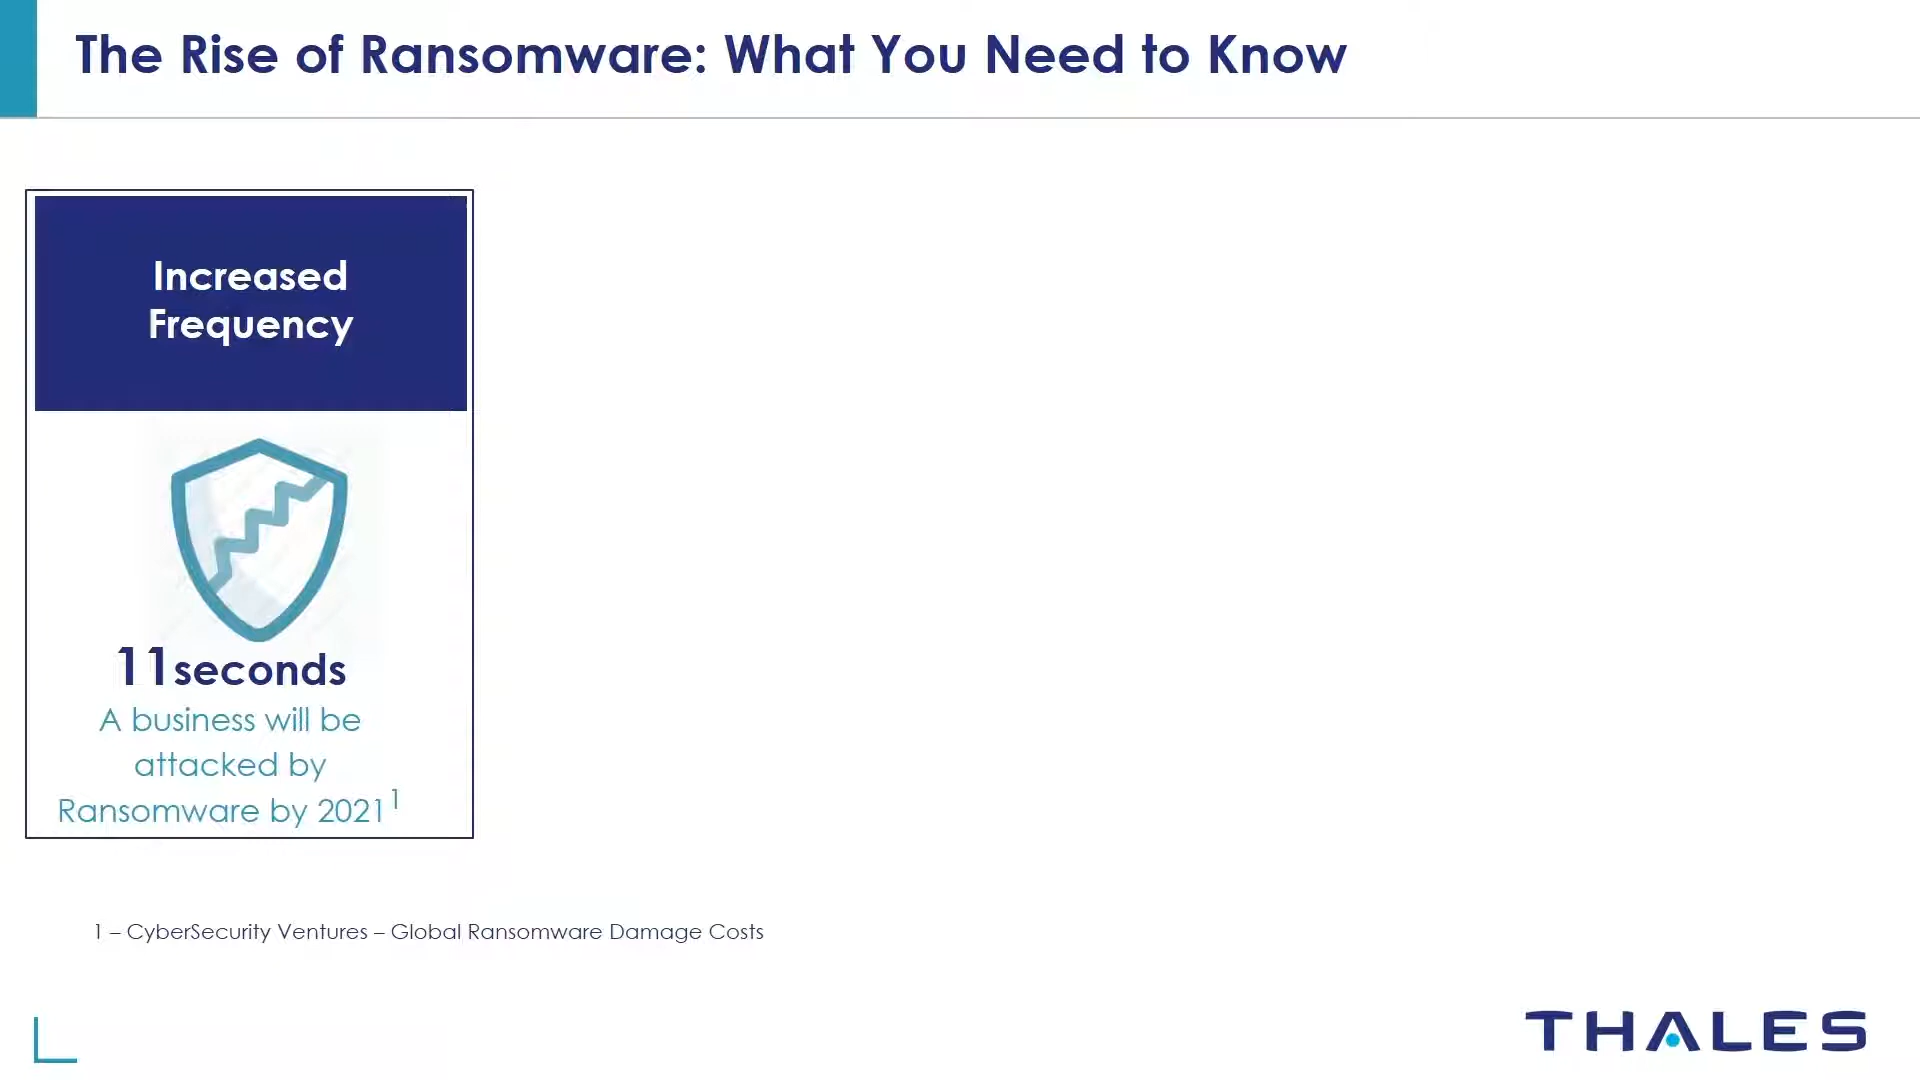 The Rise of Ransomware: What You Need to Know
Increased
Frequency
11seconds
A business will be
attacked by
Ransomware by 2021¹
1 – CyberSecurity Ventures – Global Ransomware Damage Costs
THALES